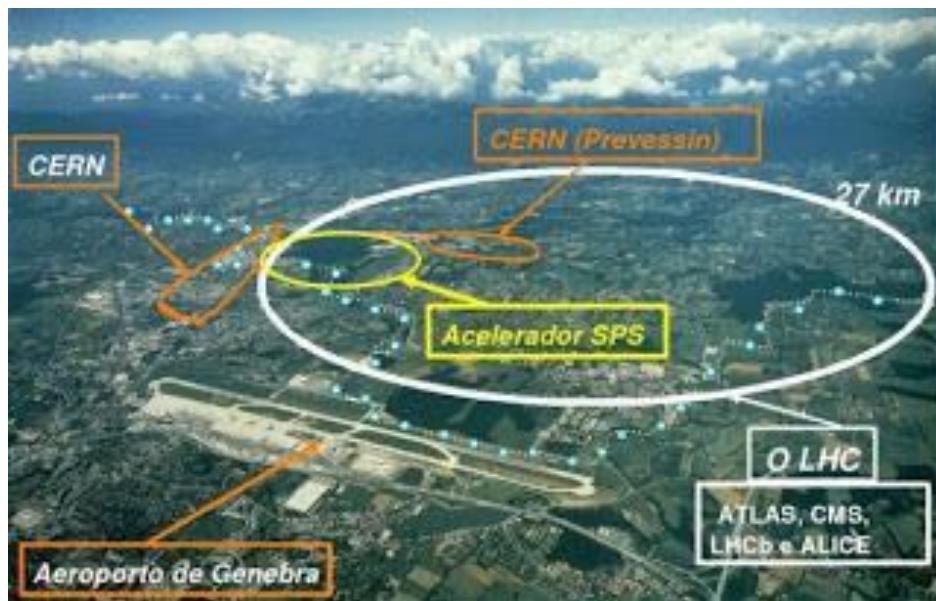 CERN (Prevessin)
CERN
27 km
Acelerador SPS
O LHC
ATLAS, CMS,
LHCb e ALICE
Aeroporto de Genebra